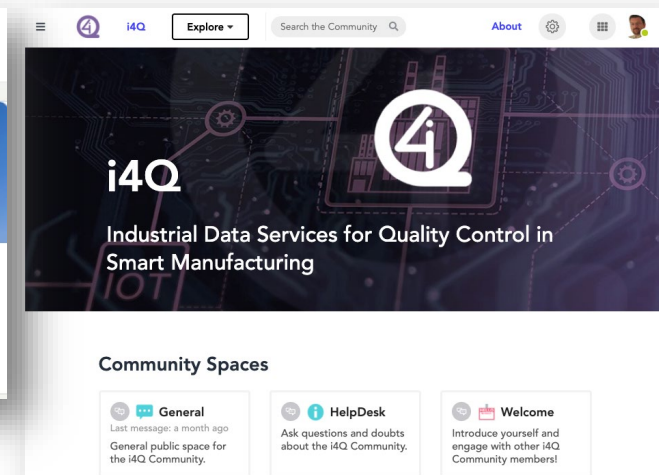 i4Q
Explore
Search the Community
About
4iQ
i4Q
Industrial Data Services for Quality Control in
Smart Manufacturing
IOT
Community Spaces
General
Last message: a month ago
General public space for
the i4Q Community.
HelpDesk
Ask questions and doubts
about the i4Q Community.
Welcome
Introduce yourself and
engage with other i4Q
Community members!